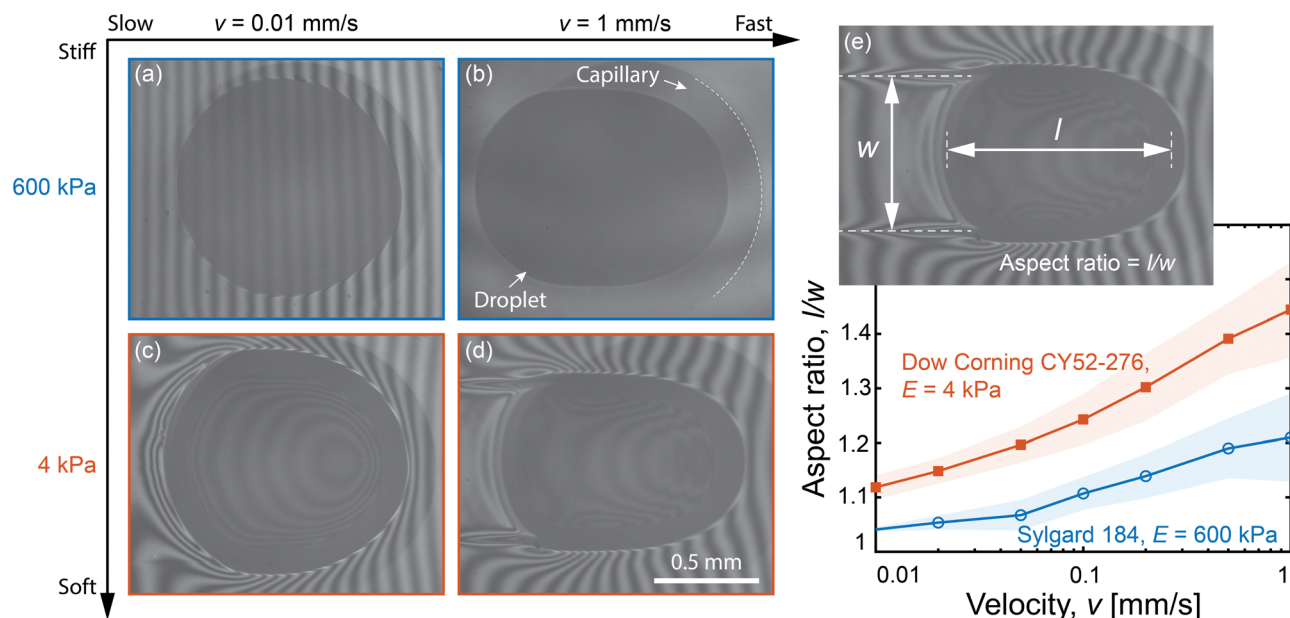 Slow
v = 0.01 mm/s
v = 1 mm/s
Fast
Stiff
600 kPa
4 kPa
Soft
(a)
(b)
Capillary
Droplet
(c)
(d)
0.5 mm
(e)
w
l
Aspect ratio = l/w
Aspect ratio, l/w
1.4
1.3
1.2
1.1
1
Dow Corning CY52-276,
E = 4 kPa
Sylgard 184, E = 600 kPa
0.01
0.1
1
Velocity, v [mm/s]